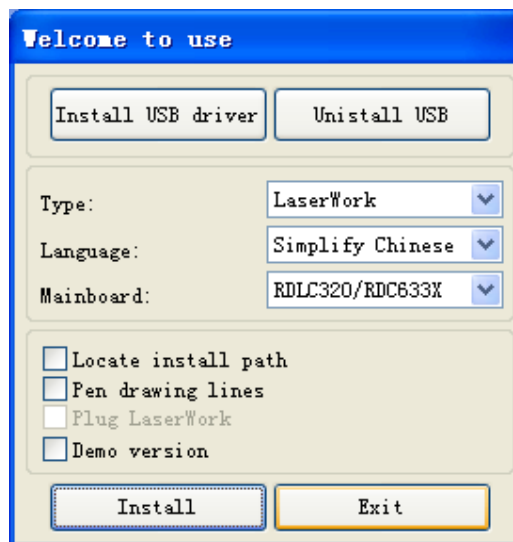 Welcome to use
Install USB driver Unistall USB
Type: LaserWork
Language: Simplify Chinese
Mainboard: RDLC320/RDC633X
Locate install path
Pen drawing lines
Plug LaserWork
Demo version
Install Exit